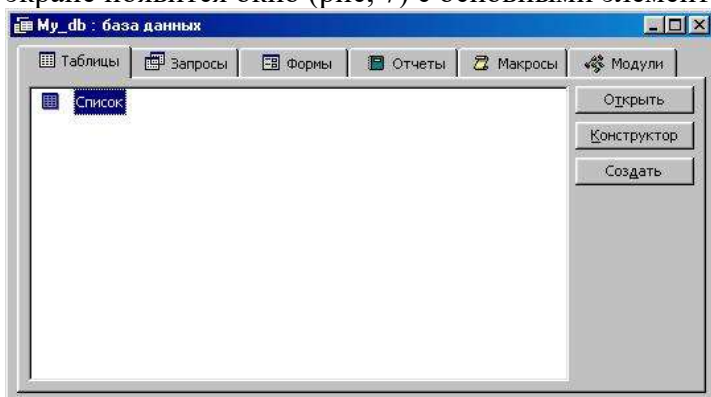 экране появится окно (рис, 7) с основными элемент
My_db : база данных
Таблицы Запросы Формы Отчеты Макросы Модули
Список
Открыть
Конструктор
Создать